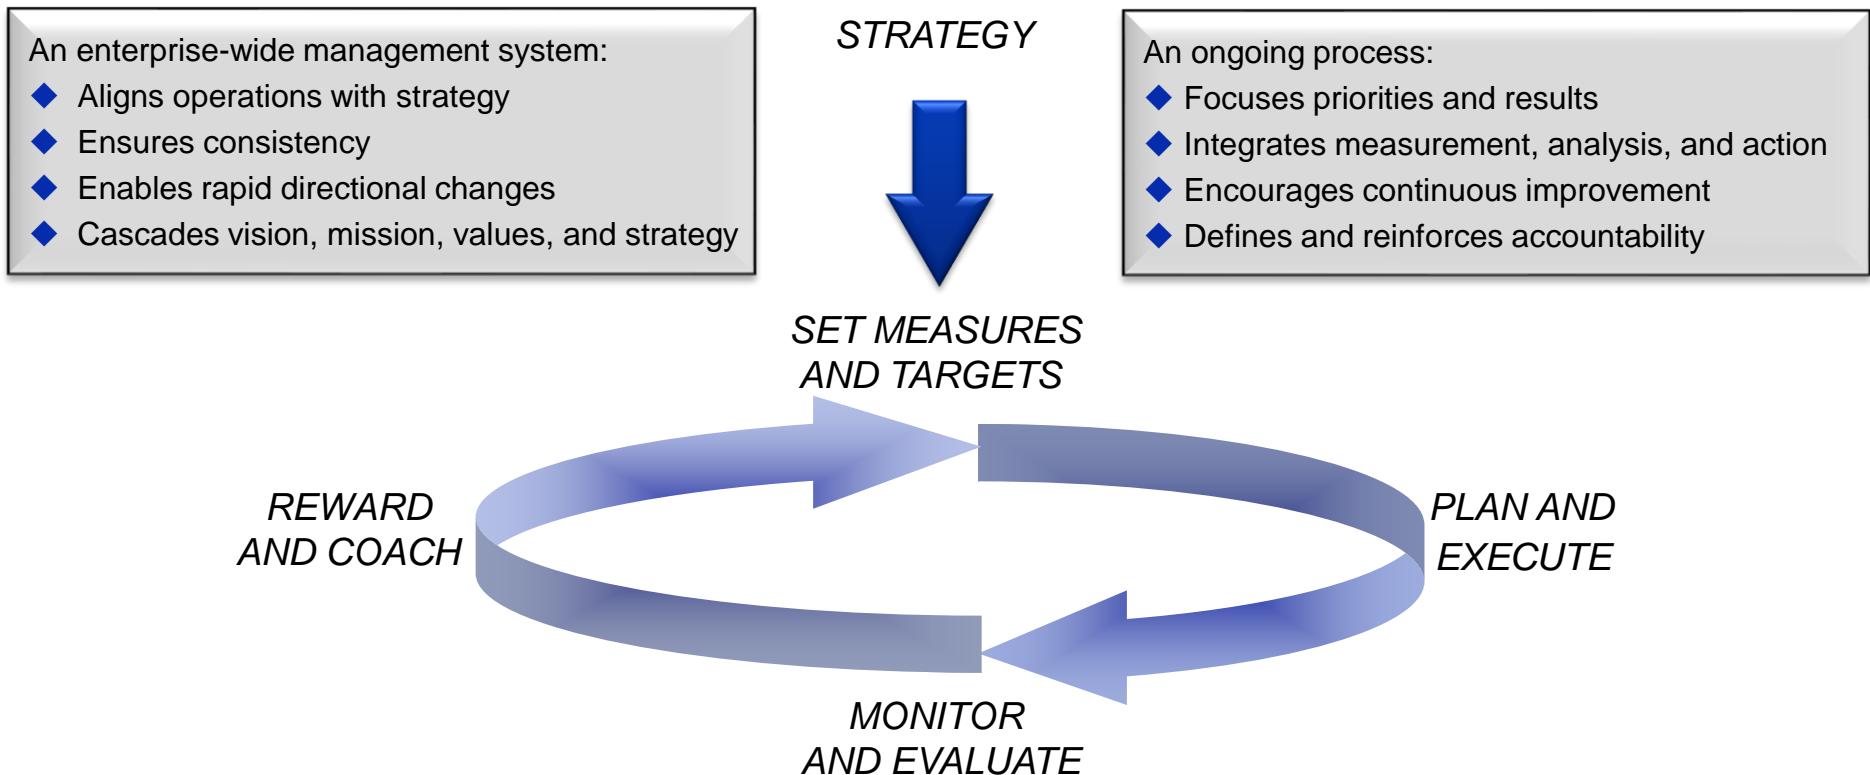 An enterprise-wide management system:
Aligns operations with strategy
Ensures consistency
Enables rapid directional changes
Cascades vision, mission, values, and strategy
STRATEGY
An ongoing process:
Focuses priorities and results
Integrates measurement, analysis, and action
Encourages continuous improvement
Defines and reinforces accountability
SET MEASURES
AND TARGETS
REWARD
AND COACH
PLAN AND
EXECUTE
MONITOR
AND EVALUATE